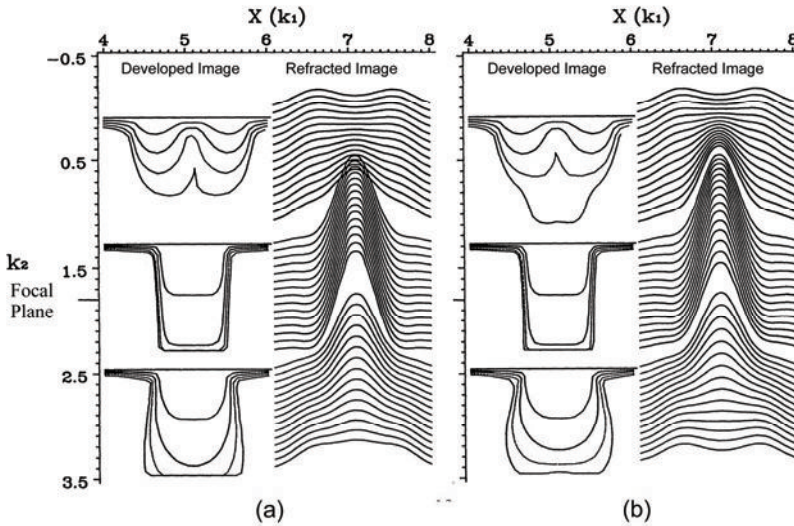 X (k₁) X (k₁)
4 5 6 7 8 4 5 6 7 8
-0.5
Developed Image Refracted Image Developed Image Refracted Image
0.5
k₂
1.5
Focal
Plane
2.5
3.5
(a) (b)